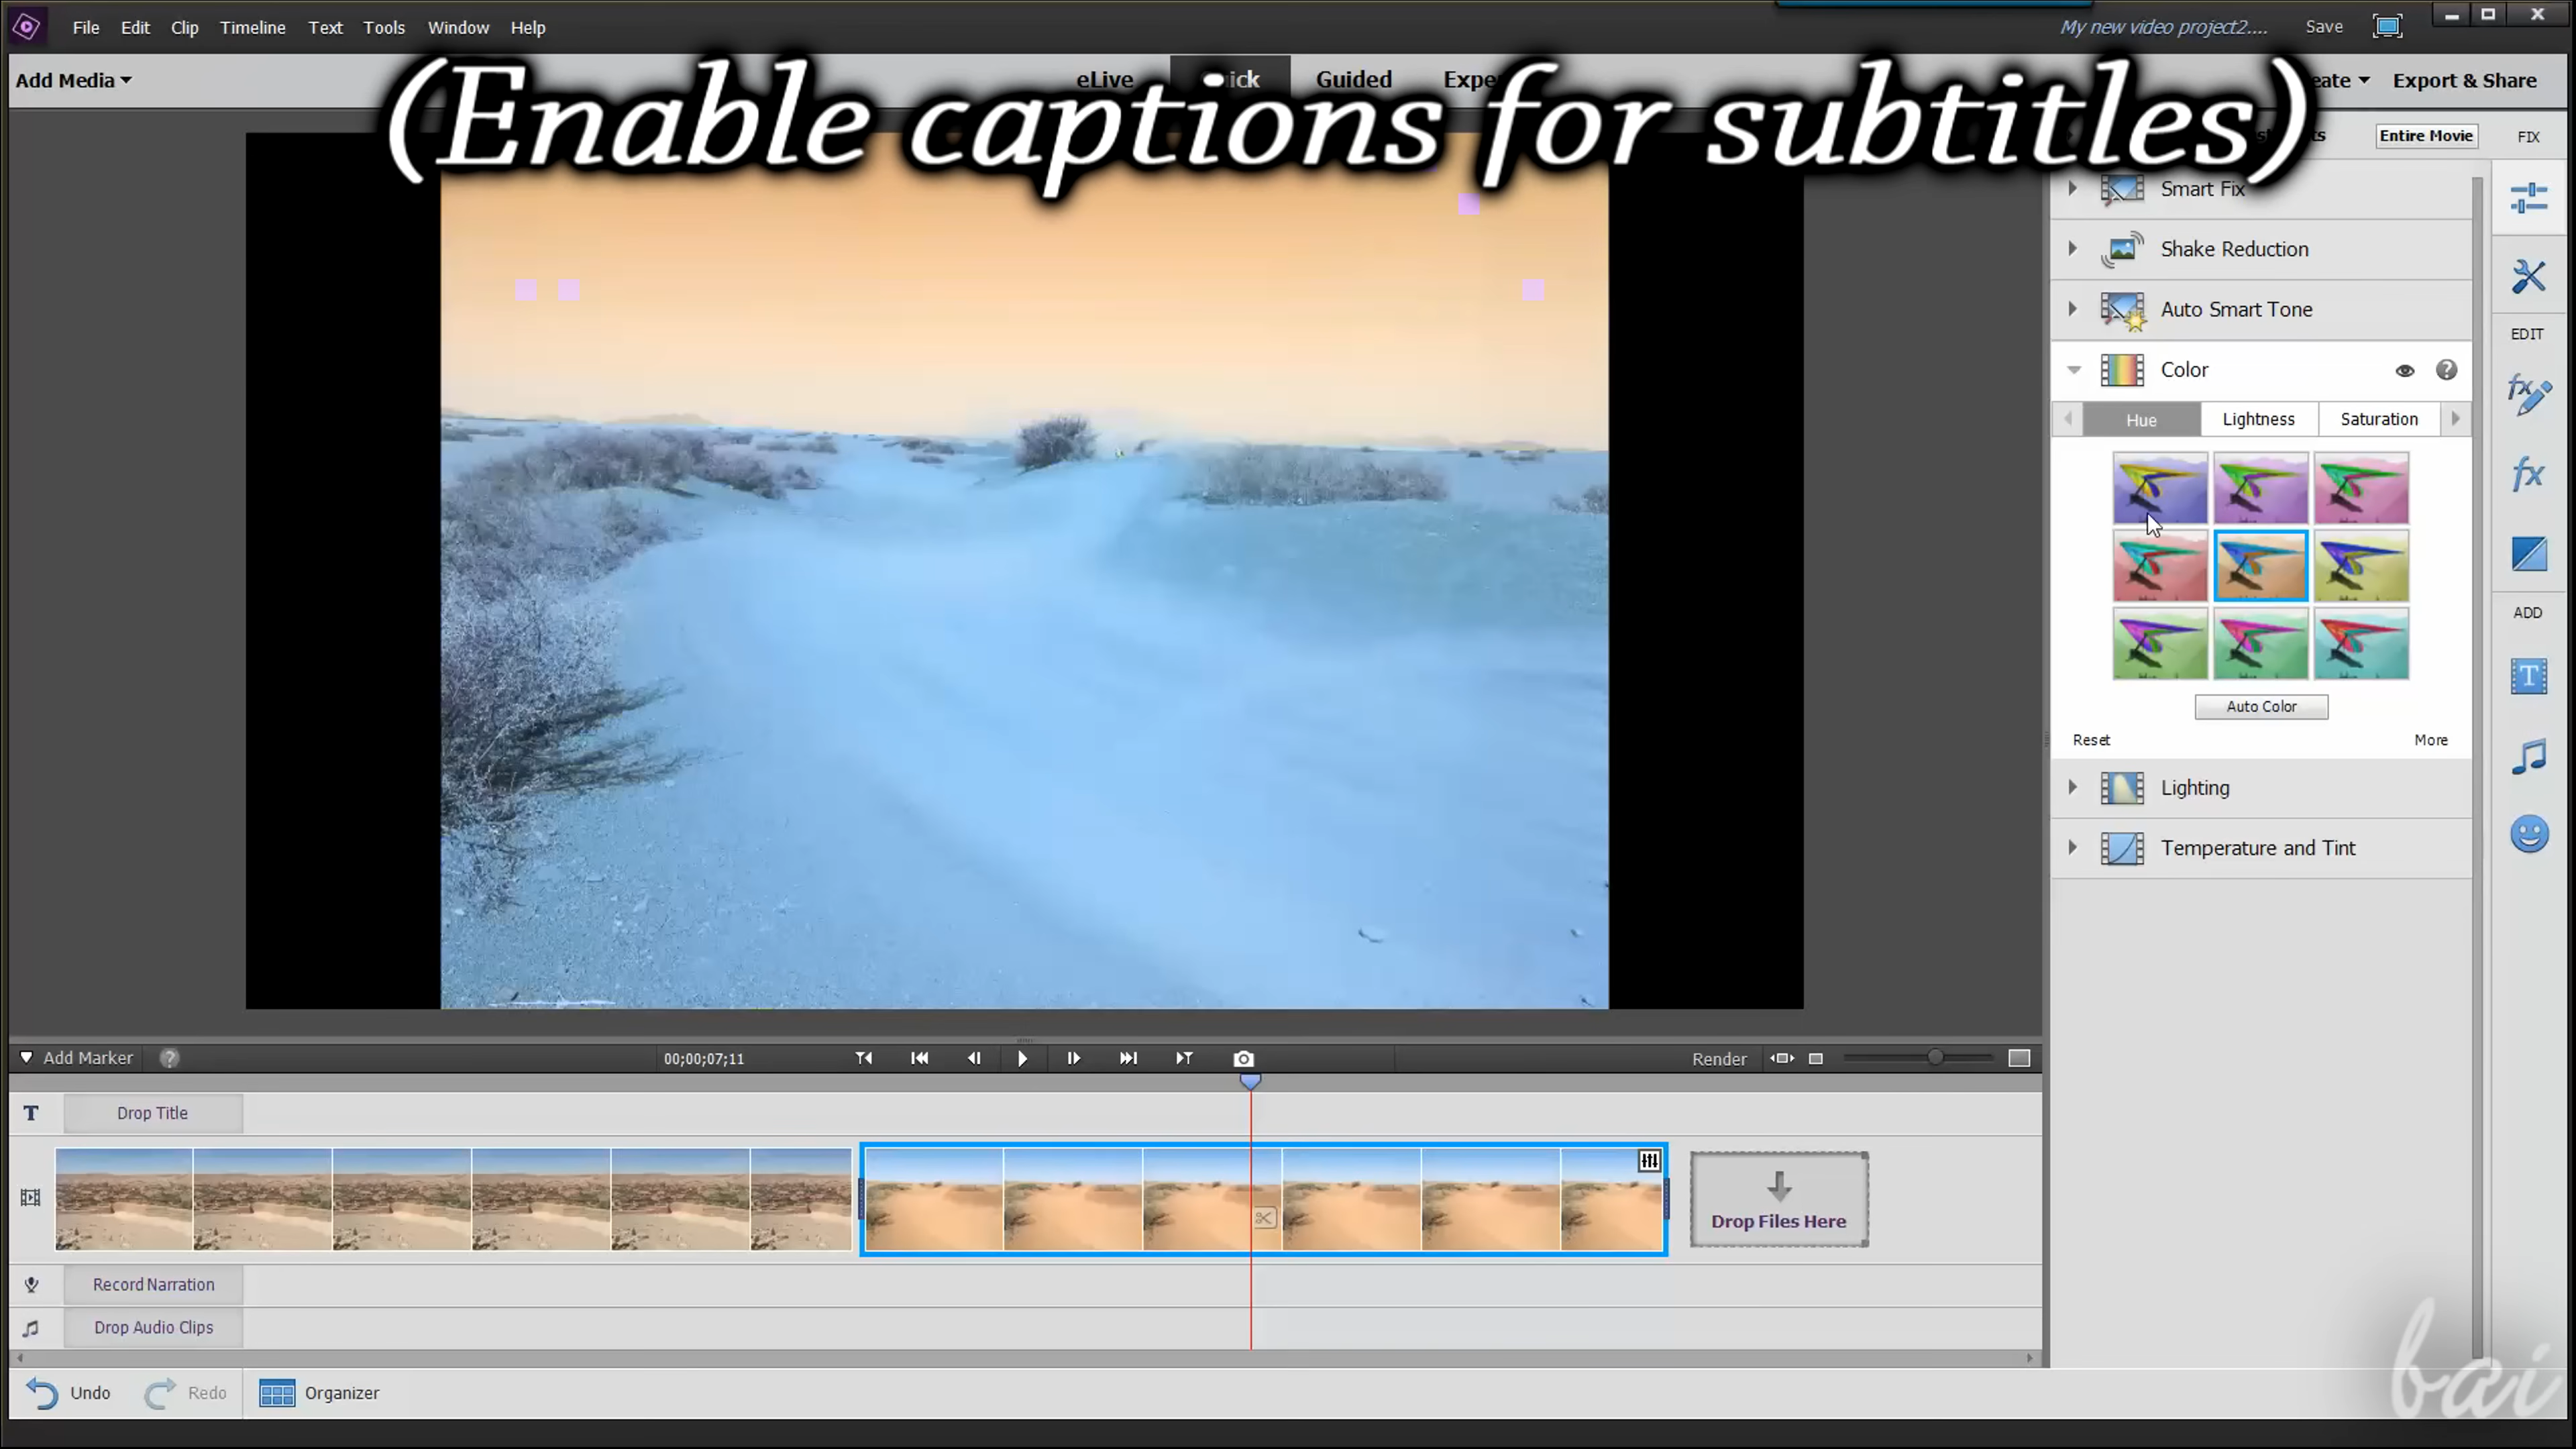 File Edit Clip Timeline Text Tools Window Help
My new video project2.... Save
Add Media
eLive Quick Guided
Export & Share
(Enable captions for subtitles)
Entire Movie
FIX
Smart Fix
Shake Reduction
Auto Smart Tone
EDIT
Color
Hue Lightness Saturation
ADD
Auto Color
Reset More
Lighting
Temperature and Tint
Add Marker
00;00;07;11
Render
T Drop Title
Drop Files Here
Record Narration
Drop Audio Clips
Undo Redo Organizer
bai